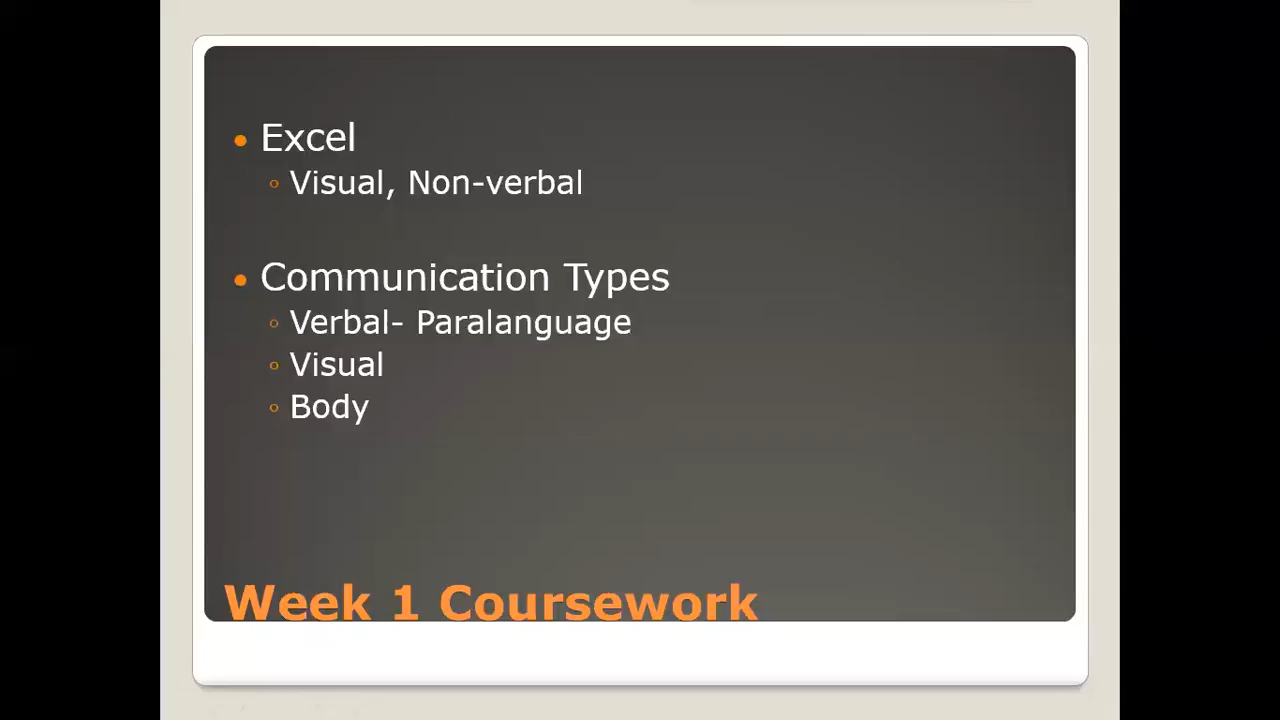 Excel
Visual, Non-verbal
Communication Types
Verbal- Paralanguage
Visual
Body
Week 1 Coursework